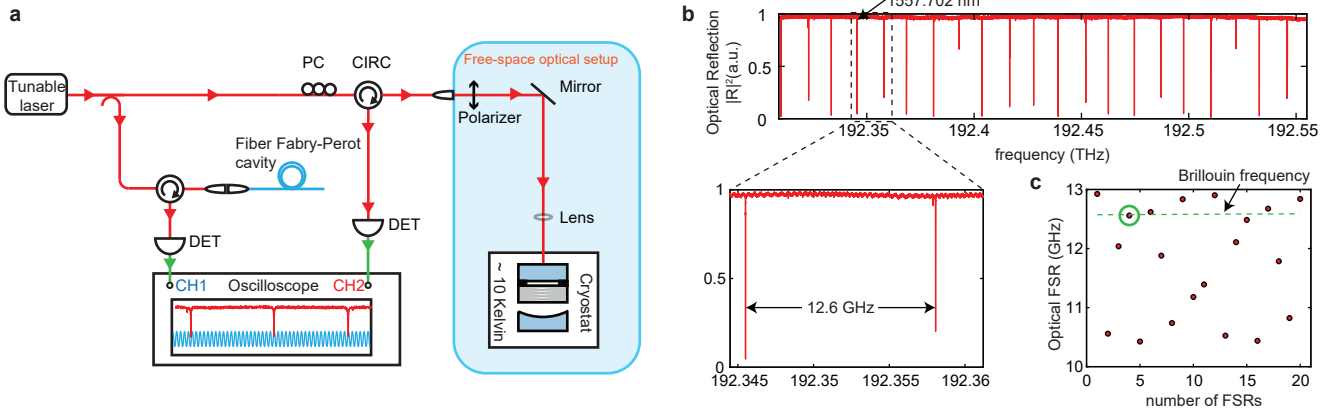 a
Tunable
laser
PC
CIRC
Free-space optical setup
Polarizer
Mirror
Fiber Fabry-Perot
cavity
Lens
DET
DET
CH1
Oscilloscope
CH2
~ 10 Kelvin
Cryostat
b
1557.702 nm
Optical Reflection
|R|²(a.u.)
1
0.5
0
192.35
192.4
192.45
192.5
192.55
frequency (THz)
1
0.5
0
12.6 GHz
192.345
192.35
192.355
192.36
c
Brillouin frequency
Optical FSR (GHz)
13
12
11
10
0
5
10
15
20
number of FSRs